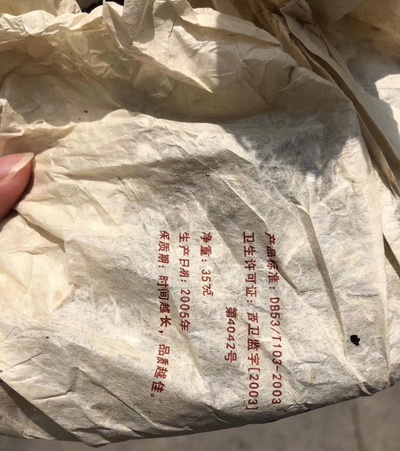 产品标准：DB53/T103-2003
卫生许可证：西卫监字[2003]
第4042号
净重：357克
生产日期：2005年
保质期：时间越长，品质越佳。